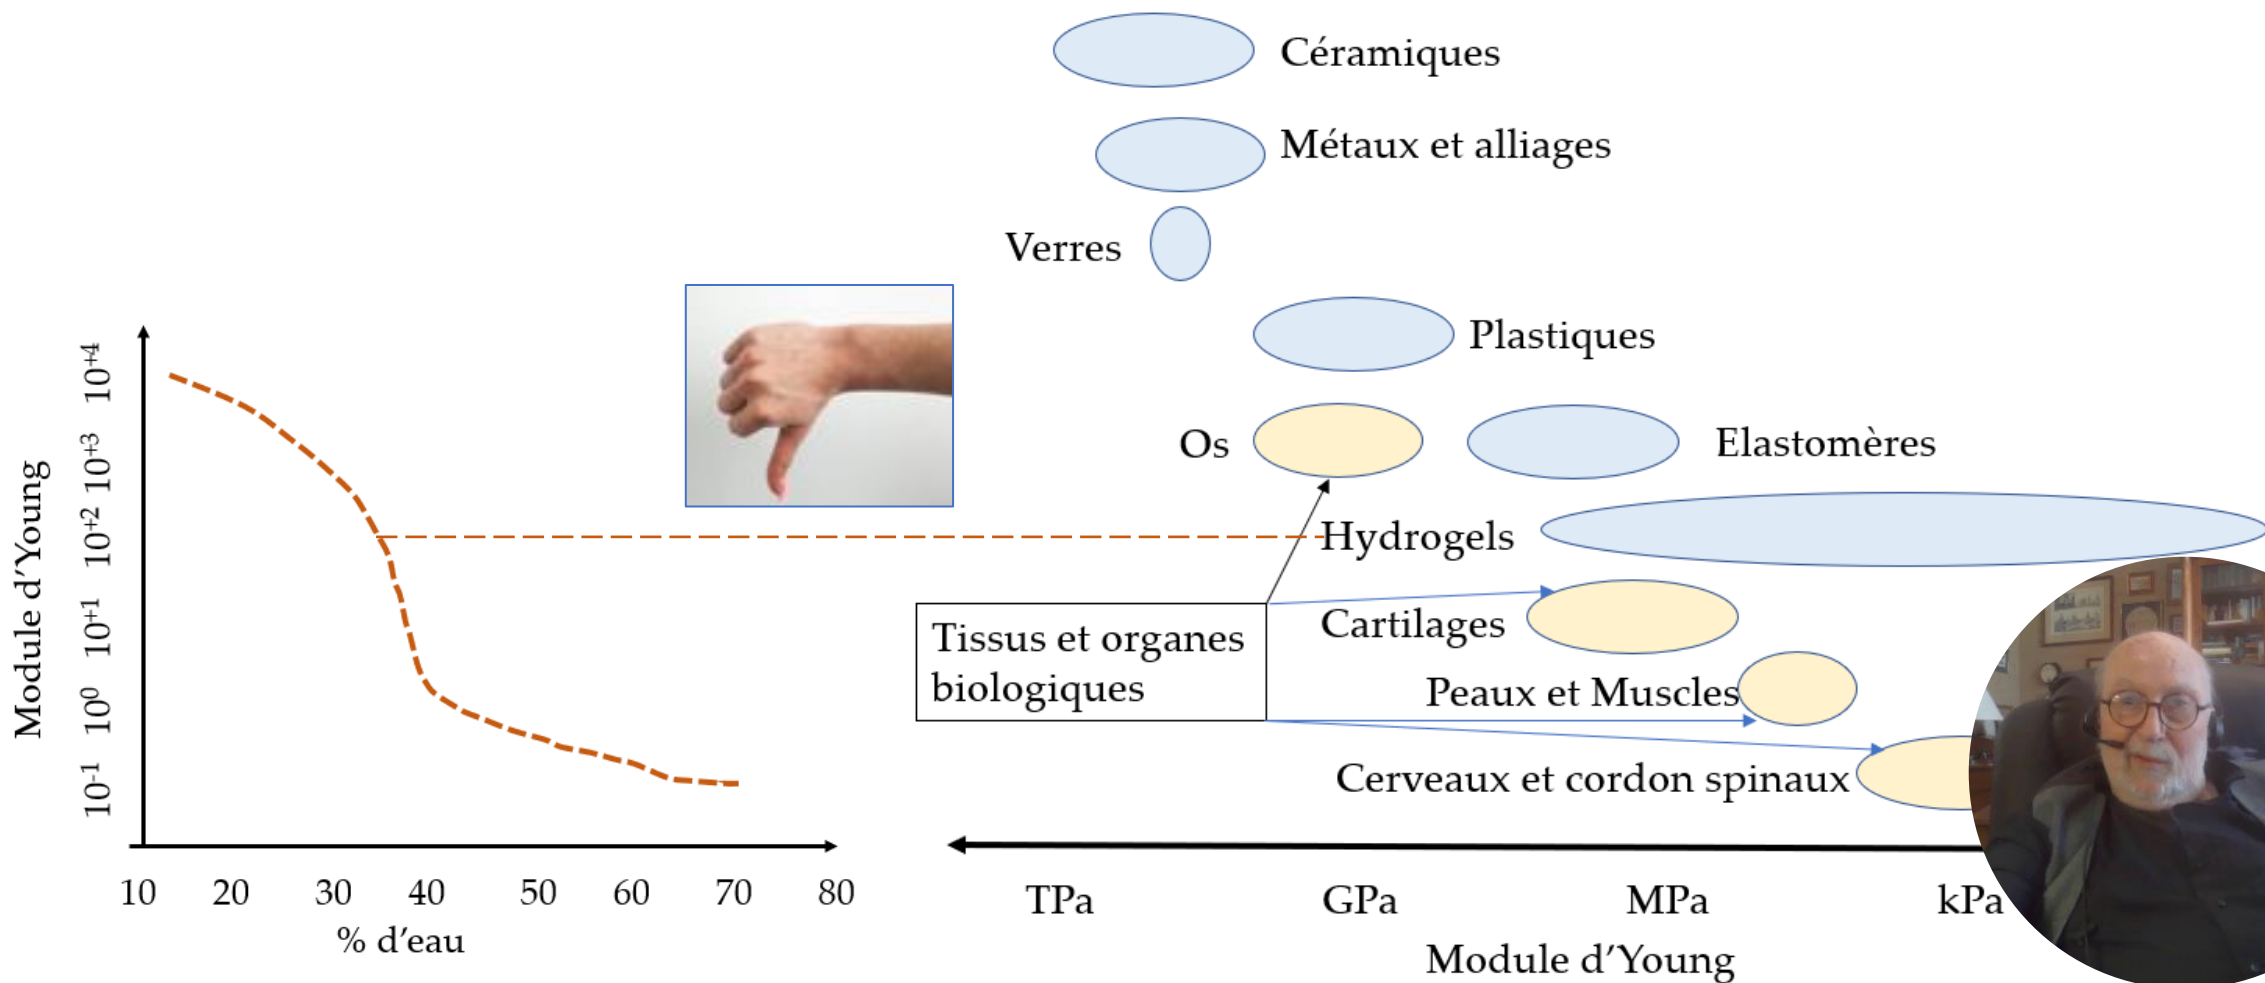 Céramiques
Métaux et alliages
Verres
Plastiques
Os
Elastomères
Hydrogels
Cartilages
Tissus et organes
biologiques
Peaux et Muscles
Cerveaux et cordon spinaux
TPa
GPa
MPa
kPa
Module d'Young
Module d'Young
10+4
10+3
10+2
10+1
100
10-1
10 20 30 40 50 60 70 80
% d'eau